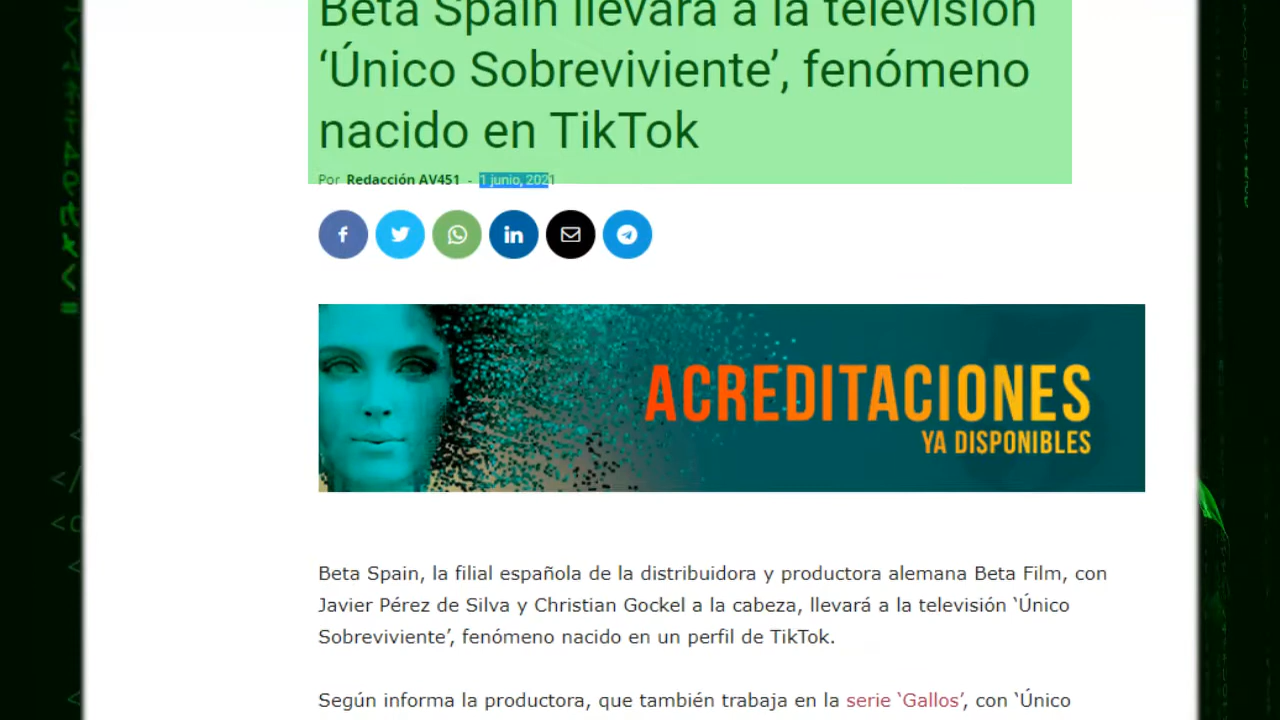 Beta Spain llevará a la televisión
‘Único Sobreviviente’, fenómeno
nacido en TikTok
Por Redacción AV451 - 1 junio, 2021
ACREDITACIONES
YA DISPONIBLES
Beta Spain, la filial española de la distribuidora y productora alemana Beta Film, con
Javier Pérez de Silva y Christian Gockel a la cabeza, llevará a la televisión ‘Único
Sobreviviente’, fenómeno nacido en un perfil de TikTok.
Según informa la productora, que también trabaja en la serie ‘Gallos’, con ‘Único